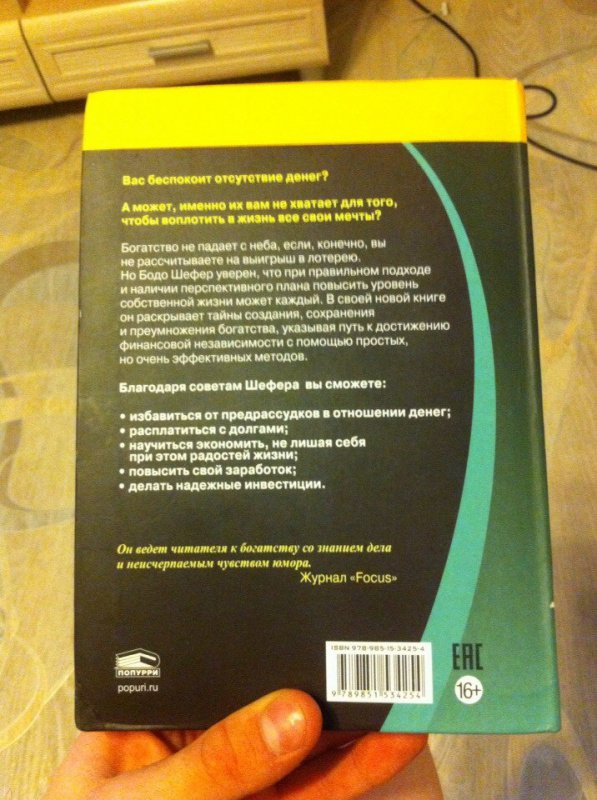 Вас беспокоит отсутствие денег?
А может, именно их вам не хватает для того,
чтобы воплотить в жизнь все свои мечты?
Богатство не падает с неба, если, конечно, вы
не рассчитываете на выигрыш в лотерею.
Но Бодо Шефер уверен, что при правильном подходе
и наличии перспективного плана повысить уровень
собственной жизни может каждый. В своей новой книге
он раскрывает тайны создания, сохранения
и преумножения богатства, указывая путь к достижению
финансовой независимости с помощью простых,
но очень эффективных методов.
Благодаря советам Шефера вы сможете:
• избавиться от предрассудков в отношении денег;
• расплатиться с долгами;
• научиться экономить, не лишая себя
при этом радостей жизни;
• повысить свой заработок;
• делать надежные инвестиции.
Он ведет читателя к богатству со знанием дела
и неисчерпаемым чувством юмора.
Журнал «Focus»
ISBN 978-985-15-3425-4
9 789851 534254
EAC
16+
ПОПУРРИ
popuri.ru